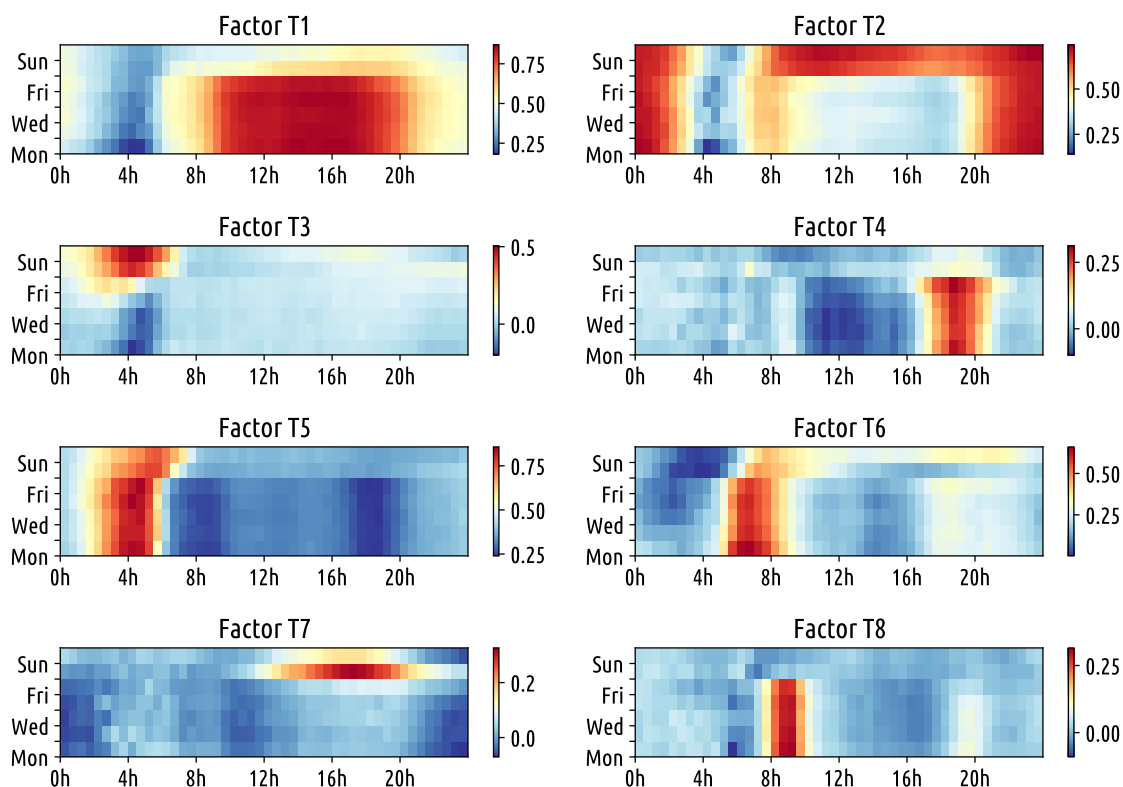 Factor T1
Sun
Fri
Wed
Mon
0h 4h 8h 12h 16h 20h
0.75
0.50
0.25
Factor T2
Sun
Fri
Wed
Mon
0h 4h 8h 12h 16h 20h
0.50
0.25
Factor T3
Sun
Fri
Wed
Mon
0h 4h 8h 12h 16h 20h
0.5
0.0
Factor T4
Sun
Fri
Wed
Mon
0h 4h 8h 12h 16h 20h
0.25
0.00
Factor T5
Sun
Fri
Wed
Mon
0h 4h 8h 12h 16h 20h
0.75
0.50
0.25
Factor T6
Sun
Fri
Wed
Mon
0h 4h 8h 12h 16h 20h
0.50
0.25
Factor T7
Sun
Fri
Wed
Mon
0h 4h 8h 12h 16h 20h
0.2
0.0
Factor T8
Sun
Fri
Wed
Mon
0h 4h 8h 12h 16h 20h
0.25
0.00